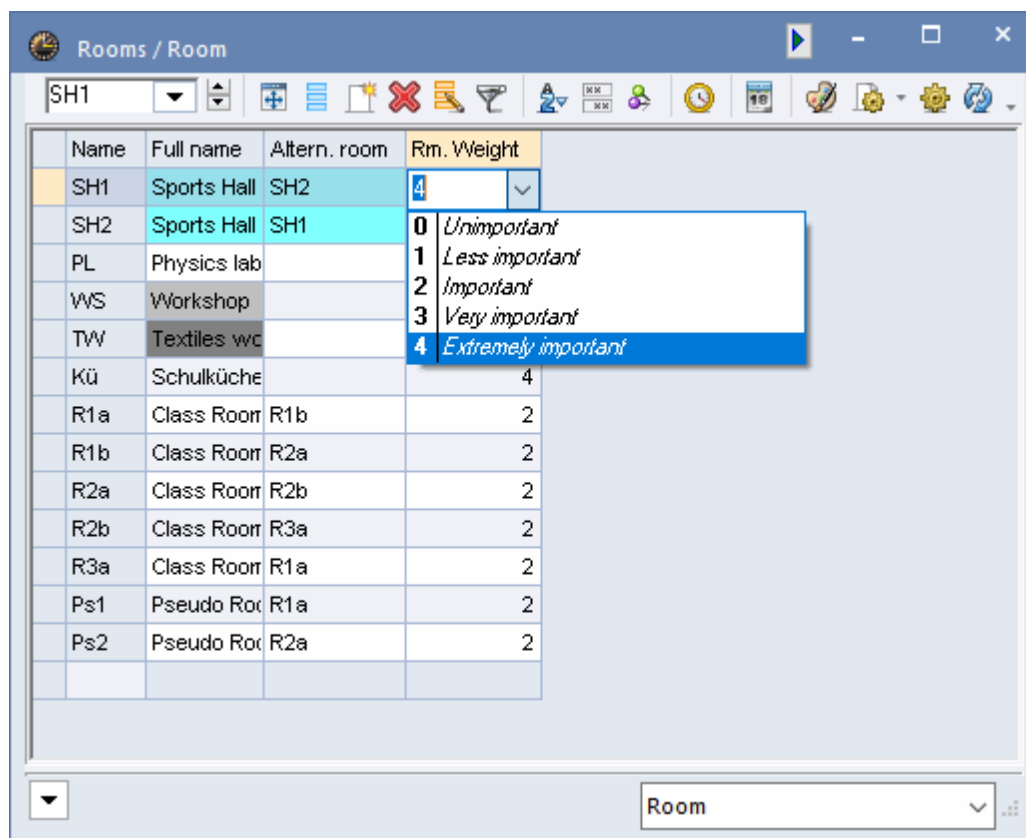 Rooms / Room
SH1
18
Name Full name Altern. room Rm. Weight
SH1 Sports Hall SH2 4
SH2 Sports Hall SH1
0 Unimportant
PL Physics lab
1 Less important
2 Important
WS Workshop
3 Very important
TW Textiles wo
4 Extremely important
Kü Schulküche 4
R1a Class Room R1b 2
R1b Class Room R2a 2
R2a Class Room R2b 2
R2b Class Room R3a 2
R3a Class Room R1a 2
Ps1 Pseudo Roo R1a 2
Ps2 Pseudo Roo R2a 2
Room